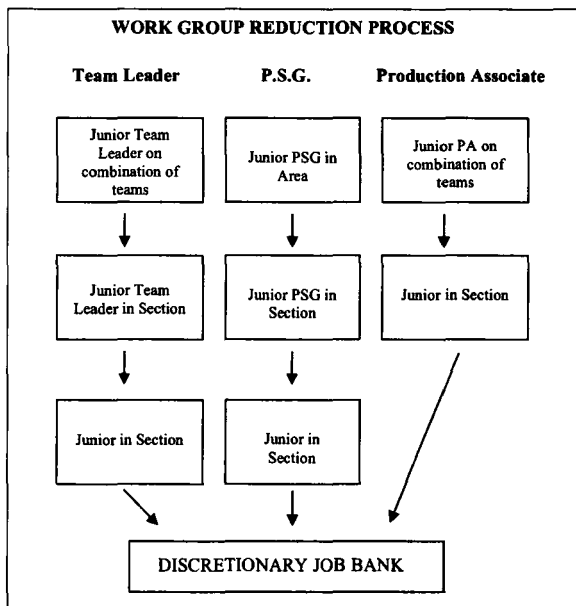 WORK GROUP REDUCTION PROCESS
Team Leader
P.S.G.
Production Associate
Junior Team
Leader on
combination of
teams
Junior PSG in
Area
Junior PA on
combination of
teams
Junior Team
Leader in Section
Junior PSG in
Section
Junior in Section
Junior in Section
Junior in
Section
DISCRETIONARY JOB BANK